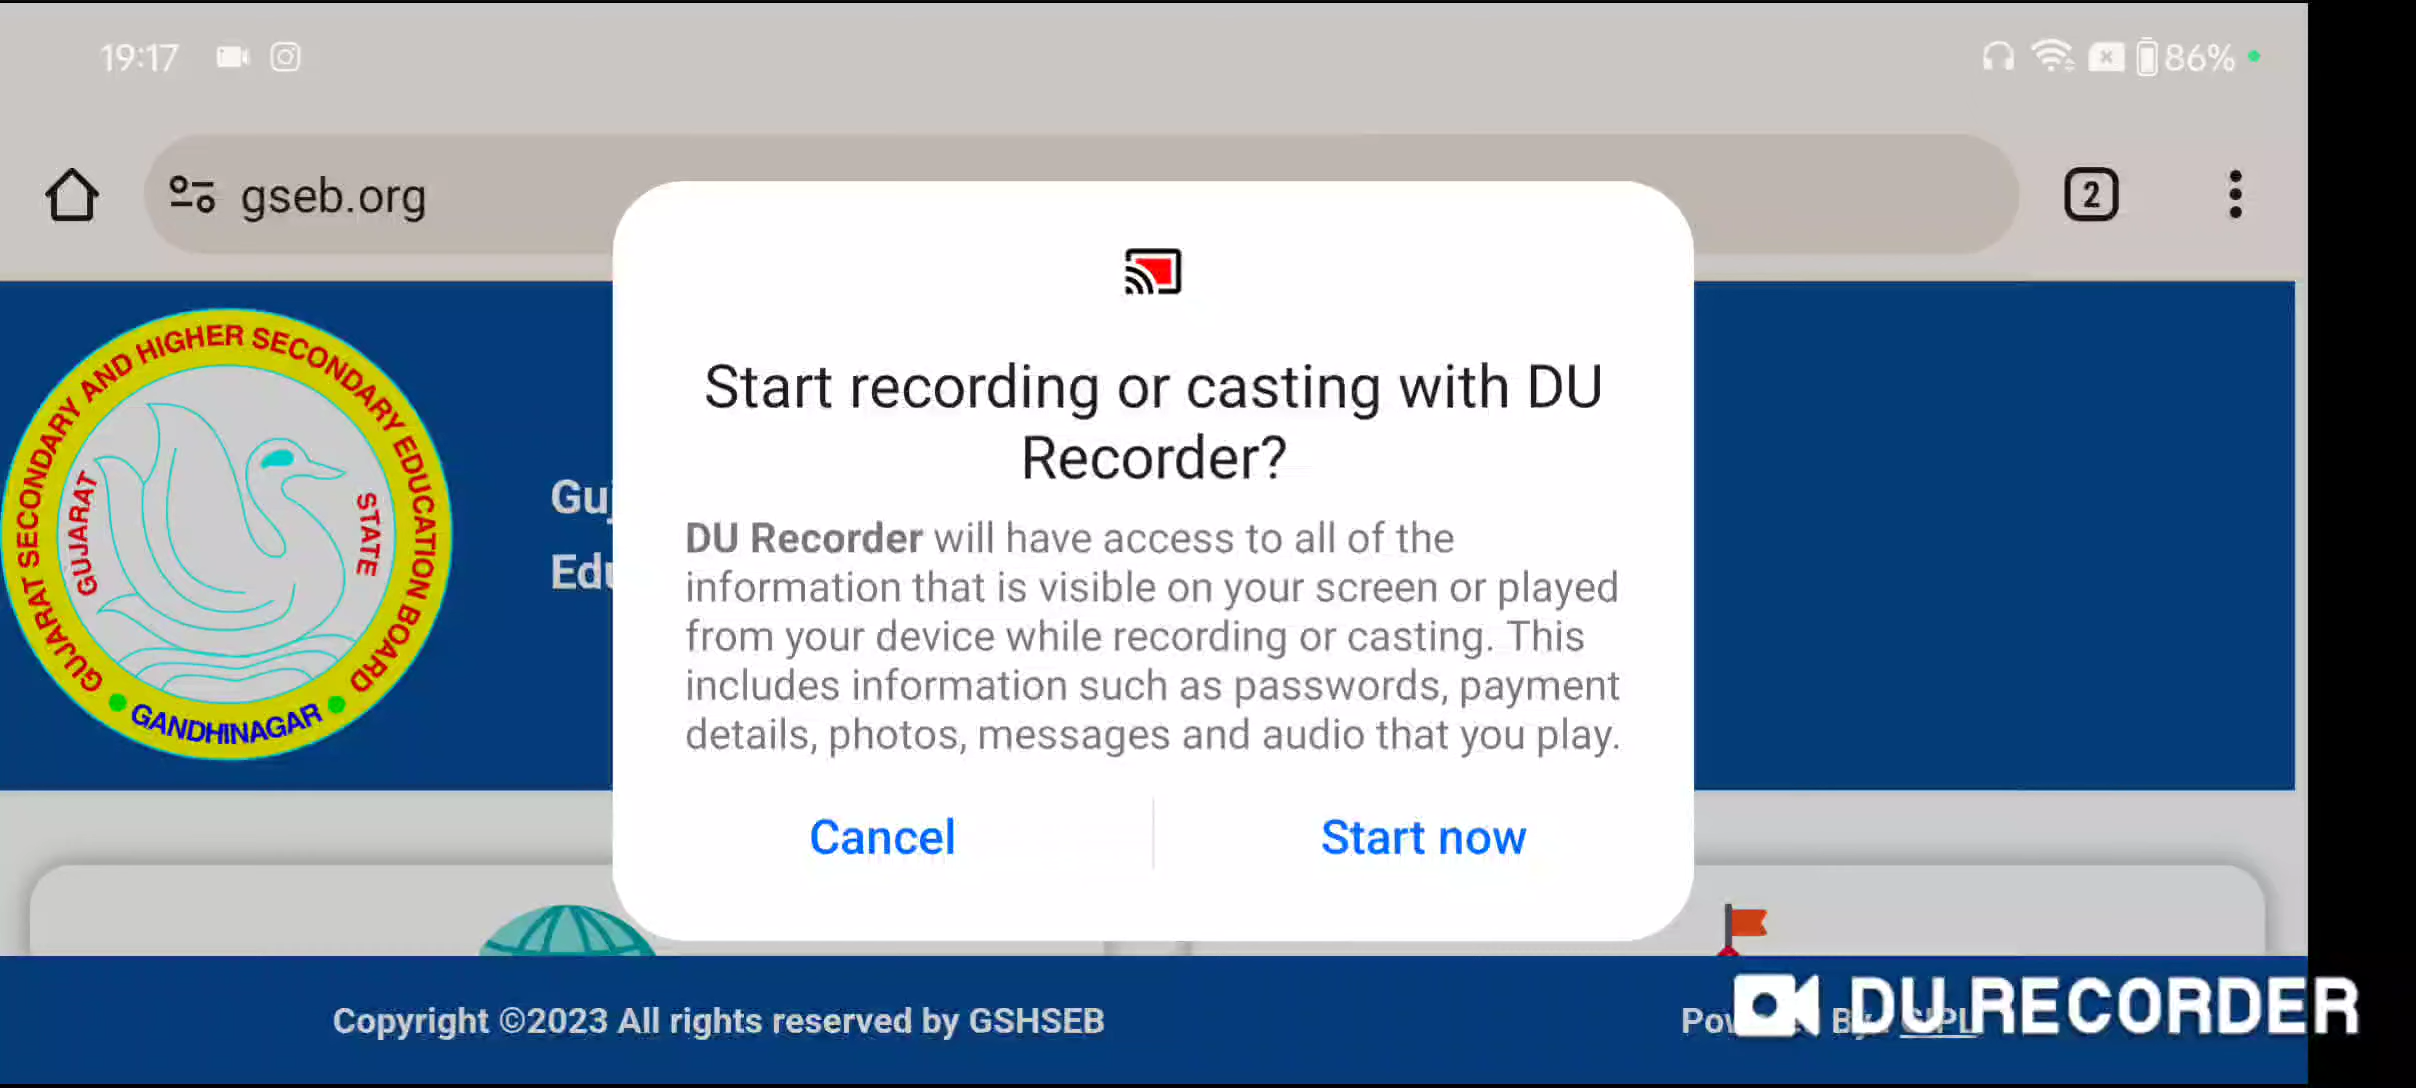 19:17 86%
gseb.org 2
GUJARAT SECONDARY AND HIGHER SECONDARY EDUCATION BOARD
GUJARAT STATE
GANDHINAGAR
Start recording or casting with DU
Recorder?
DU Recorder will have access to all of the
information that is visible on your screen or played
from your device while recording or casting. This
includes information such as passwords, payment
details, photos, messages and audio that you play.
Cancel Start now
Copyright ©2023 All rights reserved by GSHSEB
DU RECORDER